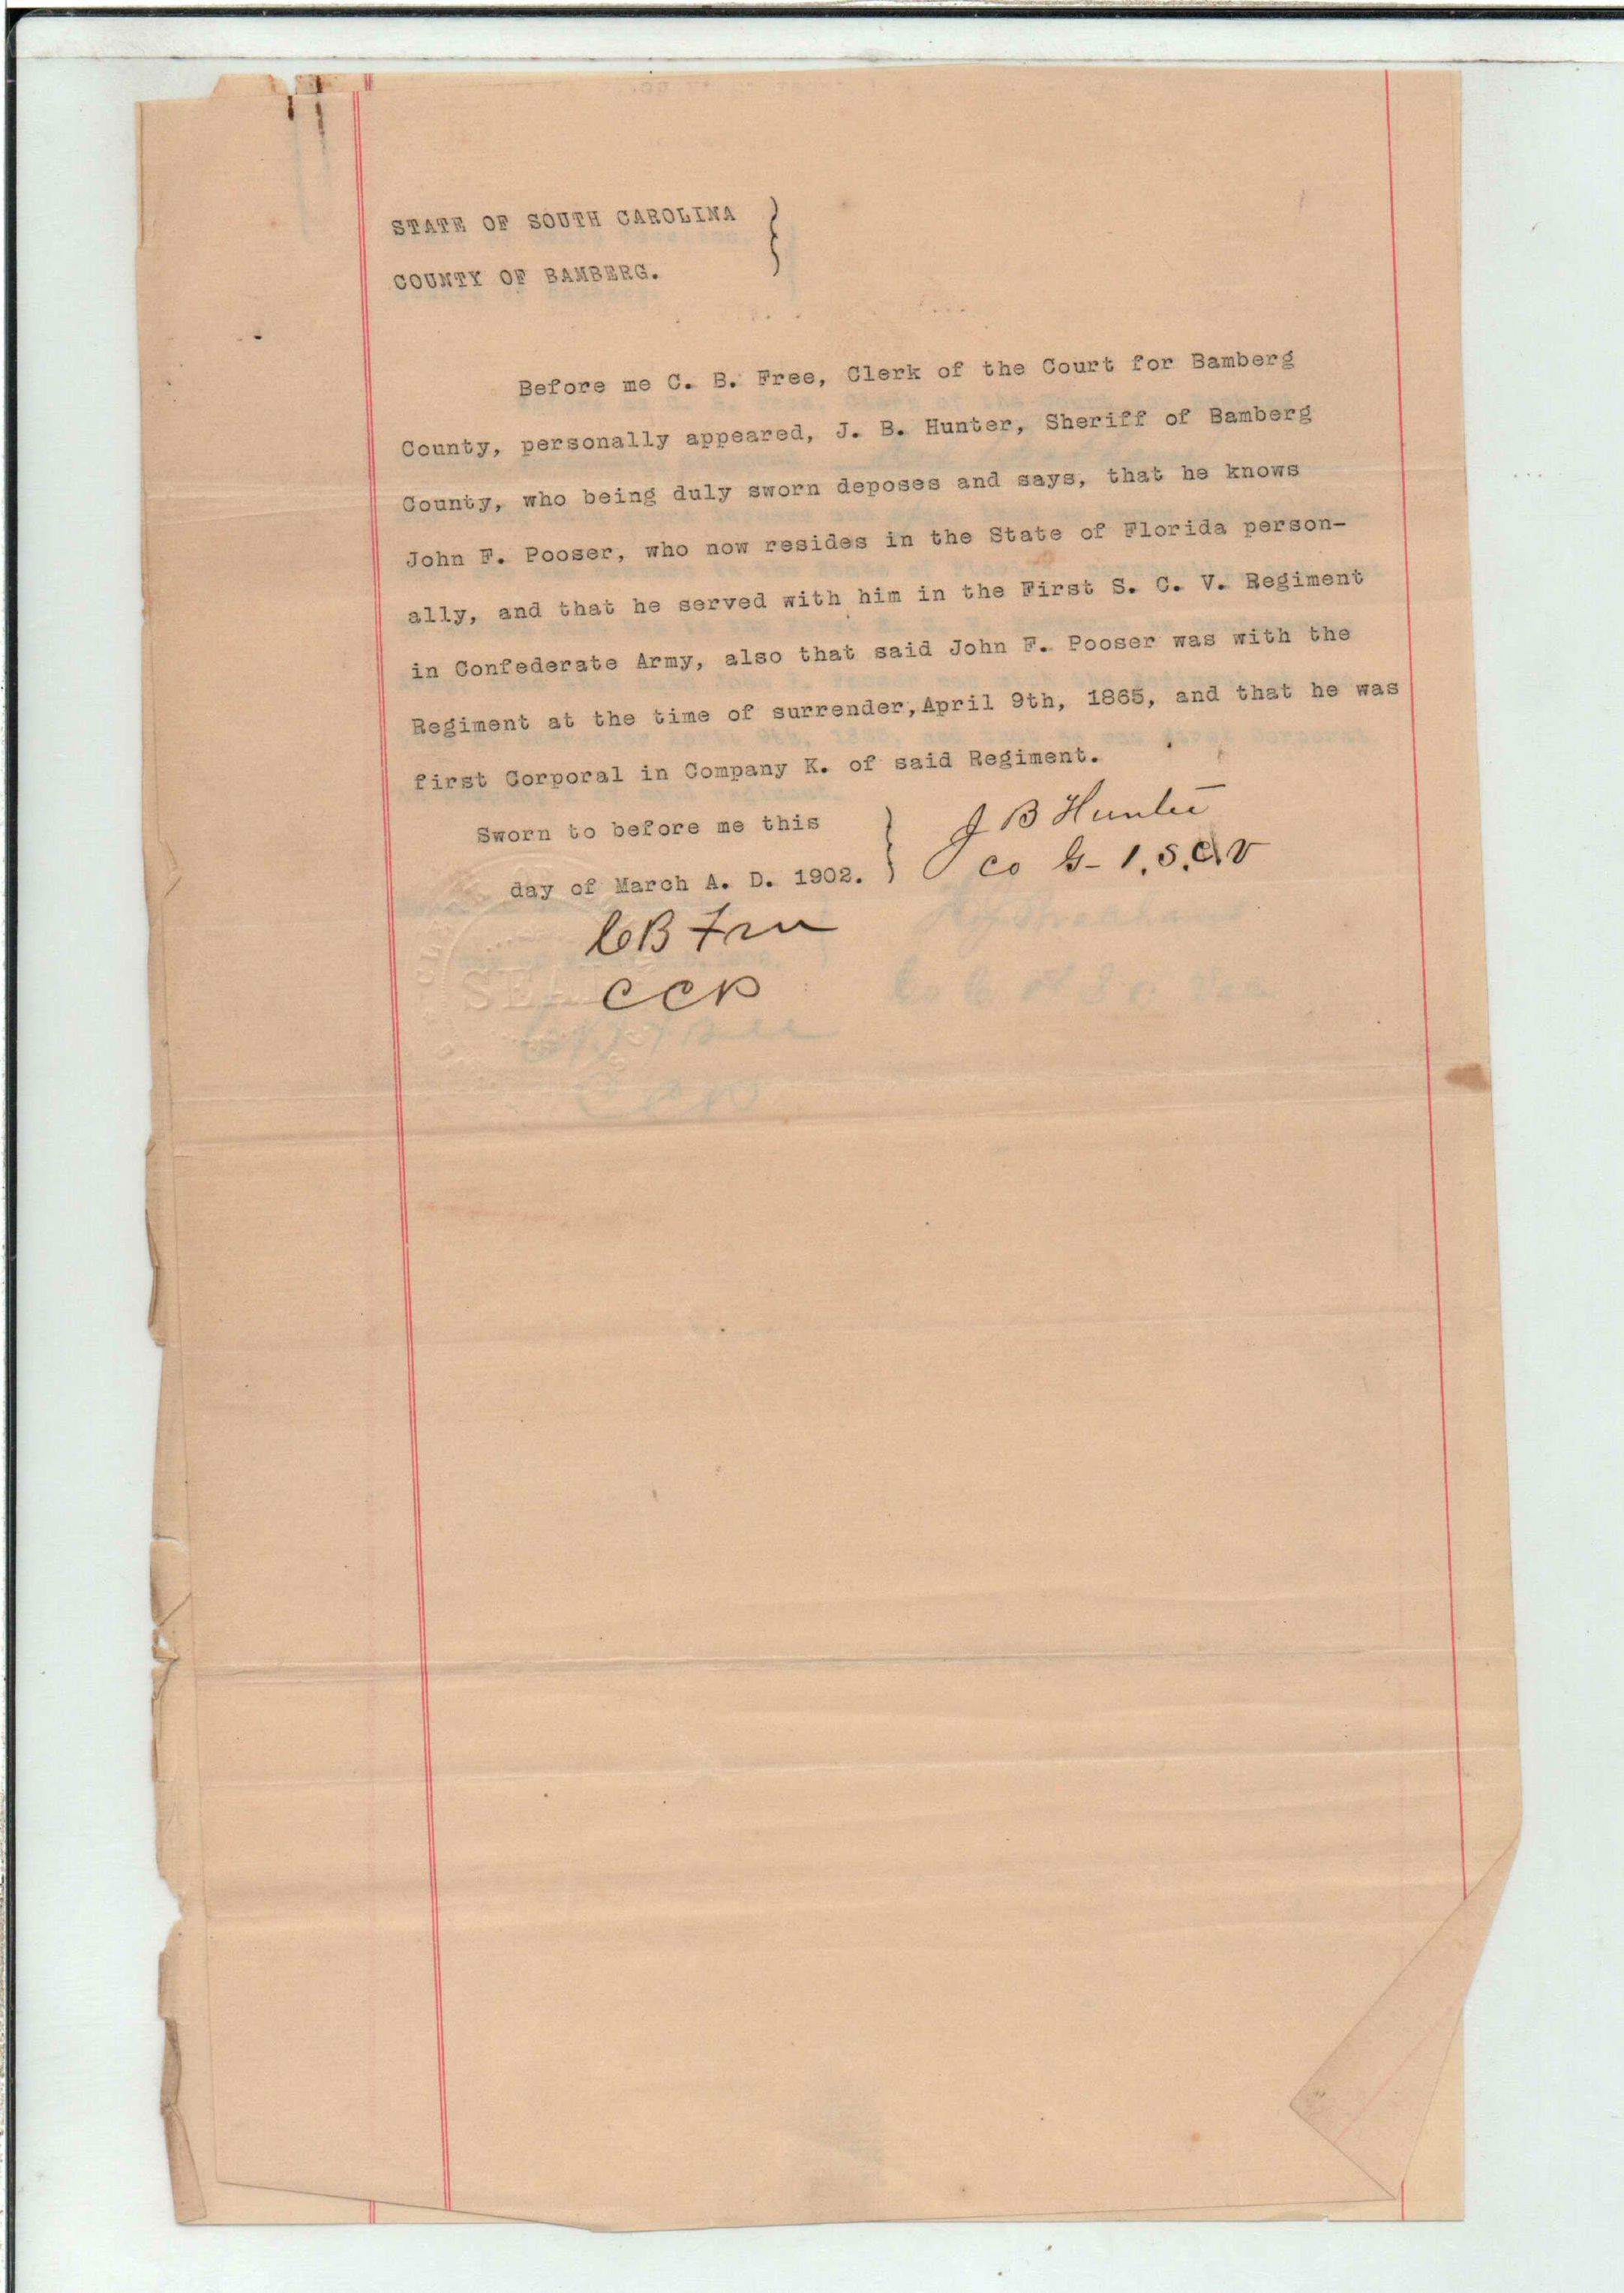 STATE OF SOUTH CAROLINA
COUNTY OF BAMBERG.
Before me C. B. Free, Clerk of the Court for Bamberg
County, personally appeared, J. B. Hunter, Sheriff of Bamberg
County, who being duly sworn deposes and says, that he knows
John F. Pooser, who now resides in the State of Florida person-
ally, and that he served with him in the First S. C. V. Regiment
in Confederate Army, also that said John F. Pooser was with the
Regiment at the time of surrender,April 9th, 1865, and that he was
first Corporal in Company K. of said Regiment.
Sworn to before me this
day of March A. D. 1902.
J B Hunter
Co G- 1. S. C. V
CB Free
CCP
SEAL